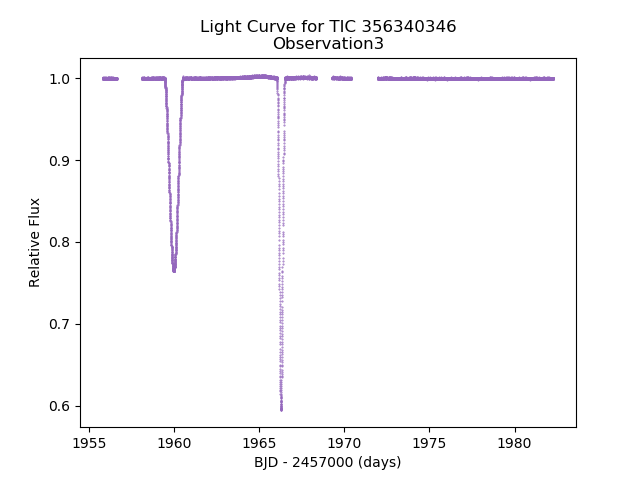 Light Curve for TIC 356340346
Observation3
Relative Flux
1.0
0.9
0.8
0.7
0.6
1955 1960 1965 1970 1975 1980
BJD - 2457000 (days)